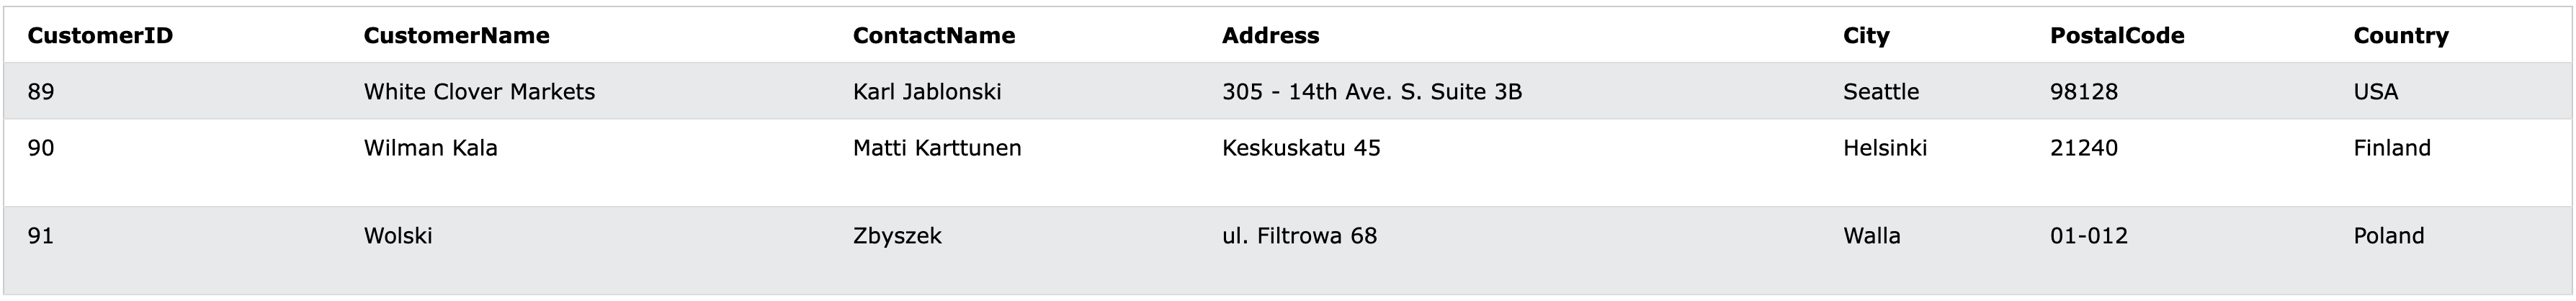 CustomerID CustomerName ContactName Address City PostalCode Country
89 White Clover Markets Karl Jablonski 305 - 14th Ave. S. Suite 3B Seattle 98128 USA
90 Wilman Kala Matti Karttunen Keskuskatu 45 Helsinki 21240 Finland
91 Wolski Zbyszek ul. Filtrowa 68 Walla 01-012 Poland